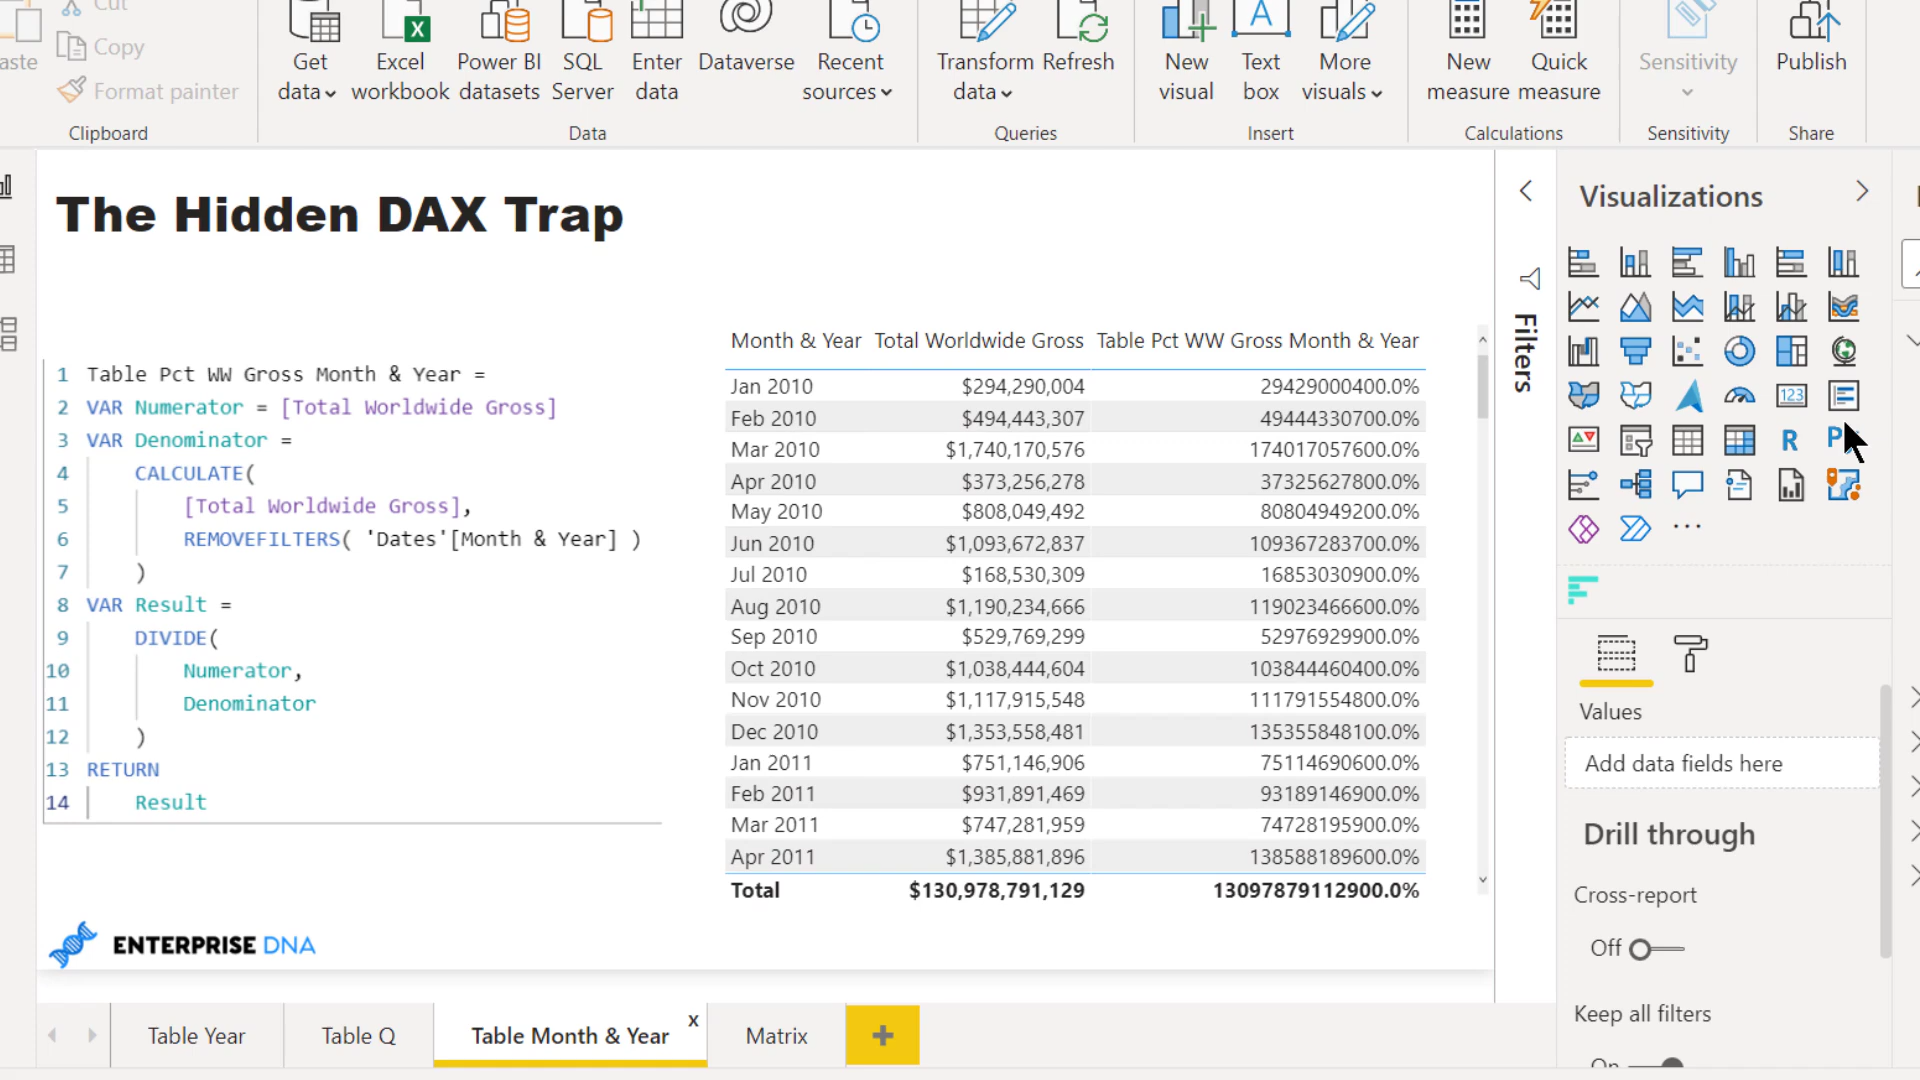 Cut
Copy
Format painter
Clipboard
Get data
Excel workbook
Power BI datasets
SQL Server
Enter data
Dataverse
Recent sources
Data
Transform data
Refresh
Queries
New visual
Text box
More visuals
Insert
New measure
Quick measure
Calculations
Sensitivity
Sensitivity
Publish
Share
The Hidden DAX Trap
1 Table Pct WW Gross Month & Year =
2 VAR Numerator = [Total Worldwide Gross]
3 VAR Denominator =
4 CALCULATE(
5 [Total Worldwide Gross],
6 REMOVEFILTERS( 'Dates'[Month & Year] )
7 )
8 VAR Result =
9 DIVIDE(
10 Numerator,
11 Denominator
12 )
13 RETURN
14 Result
Month & Year Total Worldwide Gross Table Pct WW Gross Month & Year
Jan 2010 $294,290,004 29429000400.0%
Feb 2010 $494,443,307 49444330700.0%
Mar 2010 $1,740,170,576 174017057600.0%
Apr 2010 $373,256,278 37325627800.0%
May 2010 $808,049,492 80804949200.0%
Jun 2010 $1,093,672,837 109367283700.0%
Jul 2010 $168,530,309 16853030900.0%
Aug 2010 $1,190,234,666 119023466600.0%
Sep 2010 $529,769,299 52976929900.0%
Oct 2010 $1,038,444,604 103844460400.0%
Nov 2010 $1,117,915,548 111791554800.0%
Dec 2010 $1,353,558,481 135355848100.0%
Jan 2011 $751,146,906 75114690600.0%
Feb 2011 $931,891,469 93189146900.0%
Mar 2011 $747,281,959 74728195900.0%
Apr 2011 $1,385,881,896 138588189600.0%
Total $130,978,791,129 13097879112900.0%
ENTERPRISE DNA
Filters
Visualizations
123
R
Values
Add data fields here
Drill through
Cross-report
Off
Keep all filters
On
Table Year
Table Q
Table Month & Year x
Matrix
+